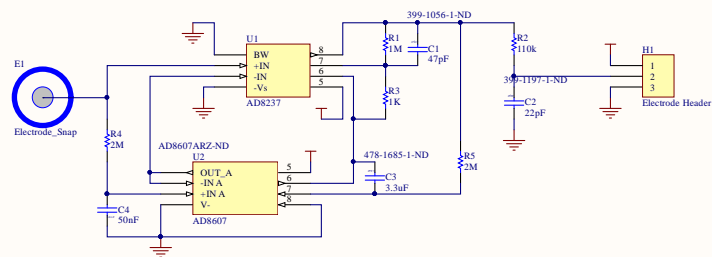 399-1056-1-ND
U1
BW
+IN
-IN
-Vs
8
7
6
5
AD8237
R1
1M
C1
47pF
R3
1K
R2
110k
399-1197-1-ND
C2
22pF
H1
1
2
3
Electrode Header
E1
Electrode_Snap
R4
2M
C4
50nF
AD8607ARZ-ND
U2
OUT_A
-IN A
+IN A
V-
5
6
7
8
AD8607
478-1685-1-ND
C3
3.3uF
R5
2M